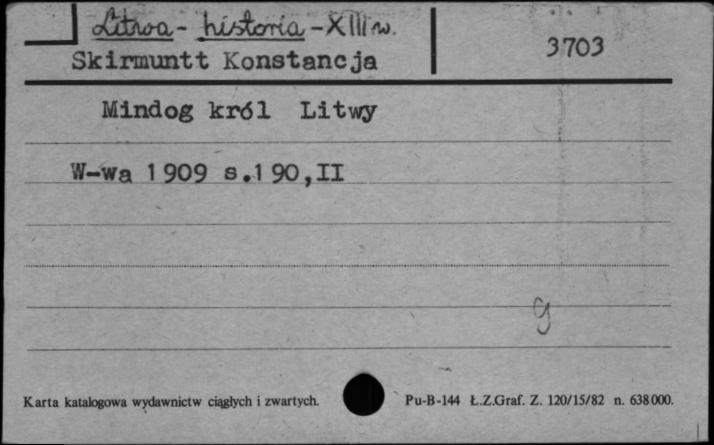 Litwa - historia - XIII w.
Skirmuntt Konstancja
3703
Mindog król Litwy
W-wa 1909 s.190,II
g
Karta katalogowa wydawnictw ciągłych i zwartych.
Pu-B-144 Ł.Z.Graf. Z. 120/15/82 n. 638000.